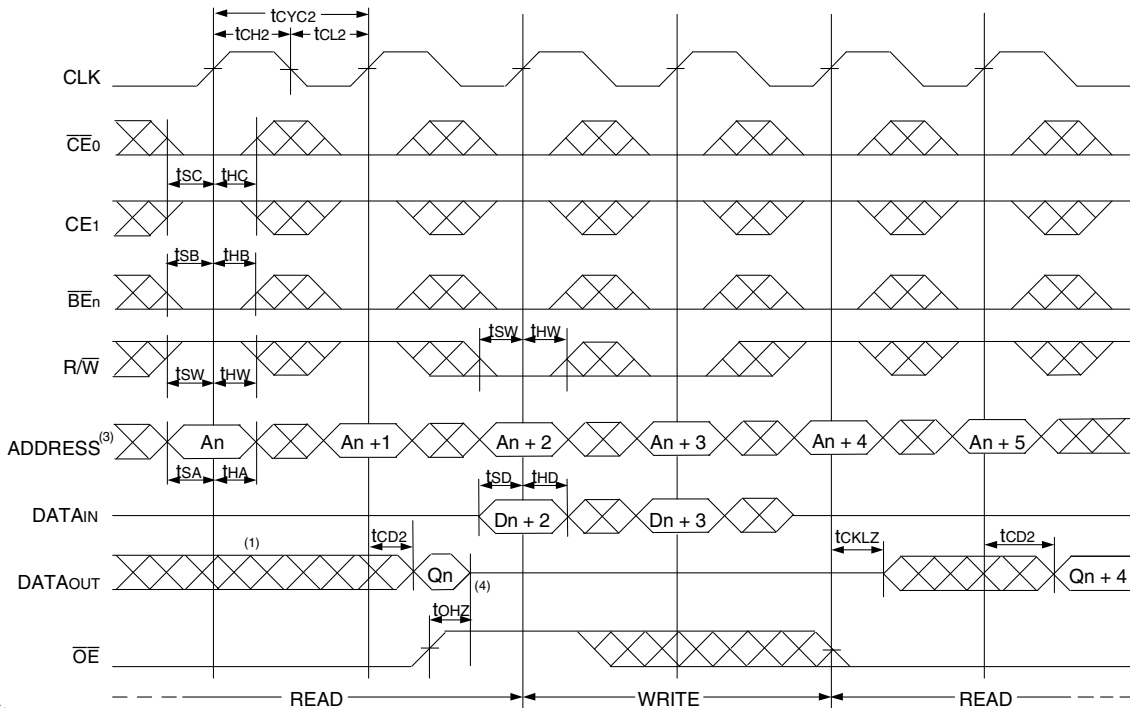 tCYC2
tCH2 tCL2
CLK
CE0
tSC tHC
CE1
tSB tHB
BEn
tSW tHW
R/W
tSW tHW
ADDRESS(3) An An +1 An + 2 An + 3 An + 4 An + 5
tSA tHA
tSD tHD
DATAIN Dn + 2 Dn + 3
(1) tCD2 tCKLZ tCD2
DATAOUT Qn (4) Qn + 4
tOHZ
OE
READ WRITE READ